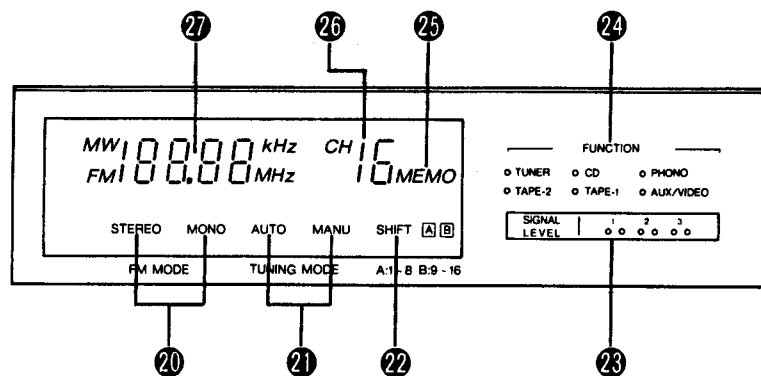 27 26 25 24
MW 188.88 kHz CH 16 MEMO
FM MHz
FUNCTION
TUNER CD PHONO
TAPE-2 TAPE-1 AUX/VIDEO
STEREO MONO AUTO MANU SHIFT A B
SIGNAL LEVEL 1 2 3
FM MODE TUNING MODE A:1-8 B:9-16
20 21 22 23